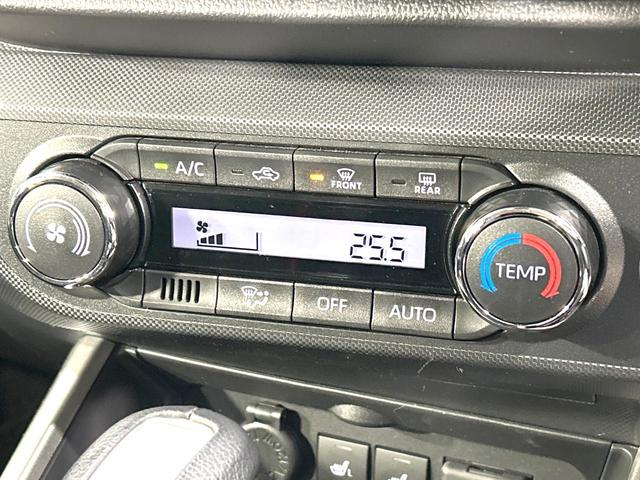 A/C
FRONT
REAR
25.5
TEMP
OFF
AUTO